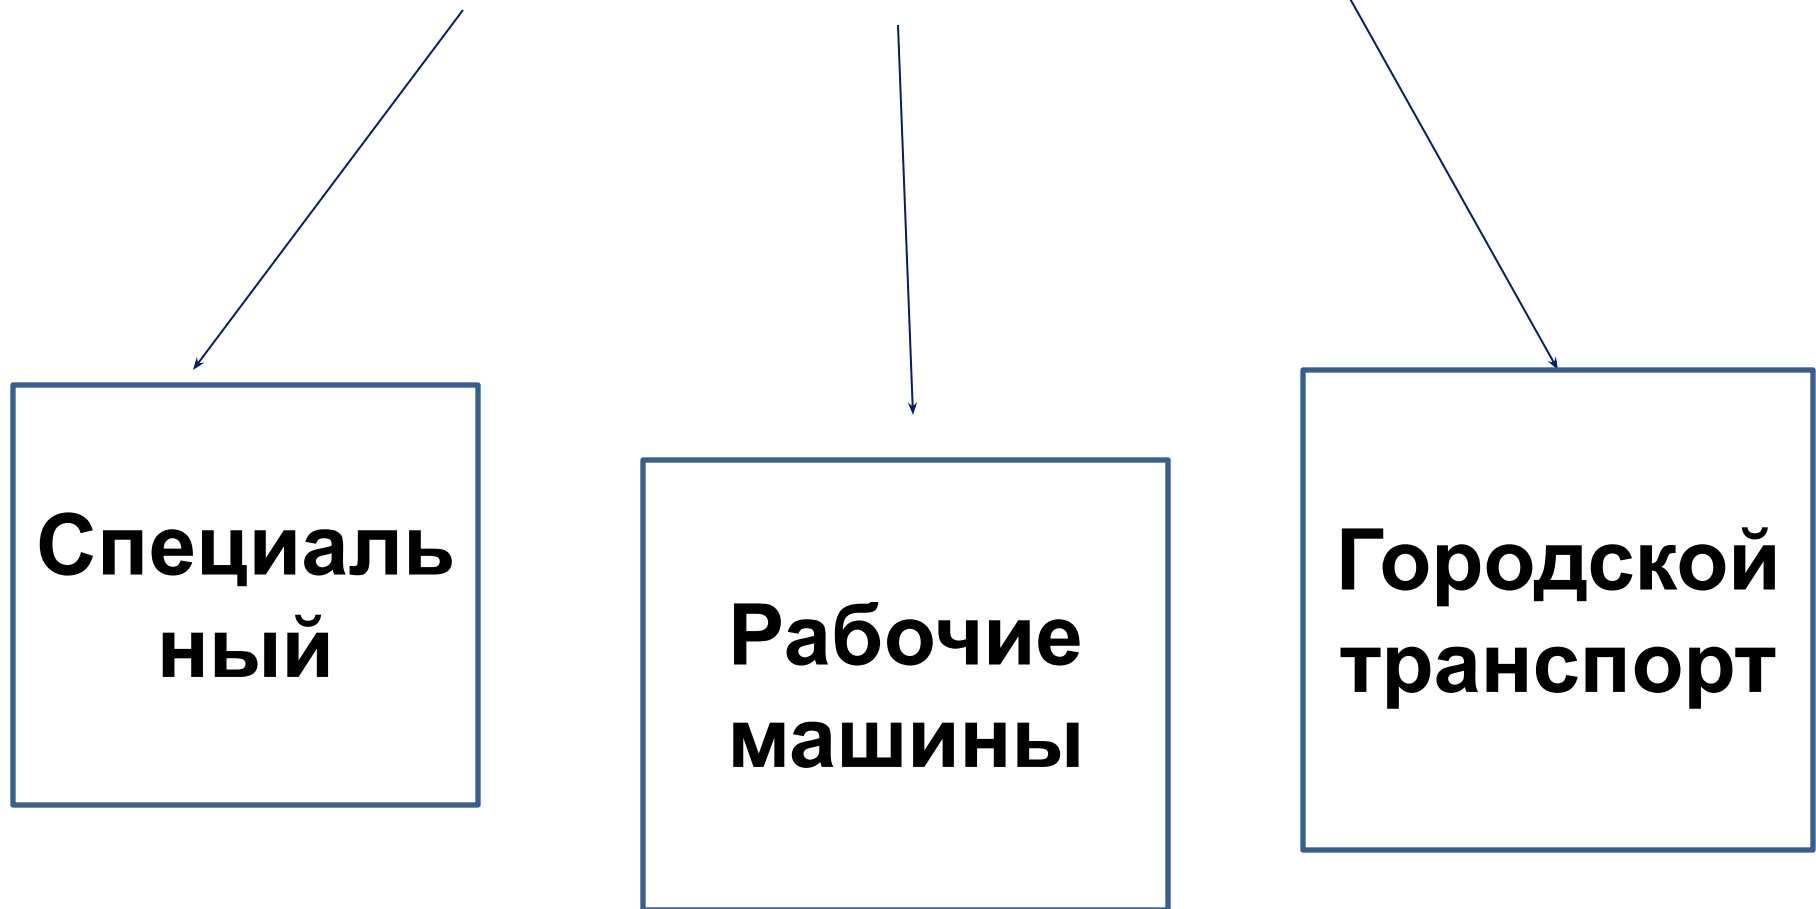 Специаль
ный
Рабочие
машины
Городской
транспорт